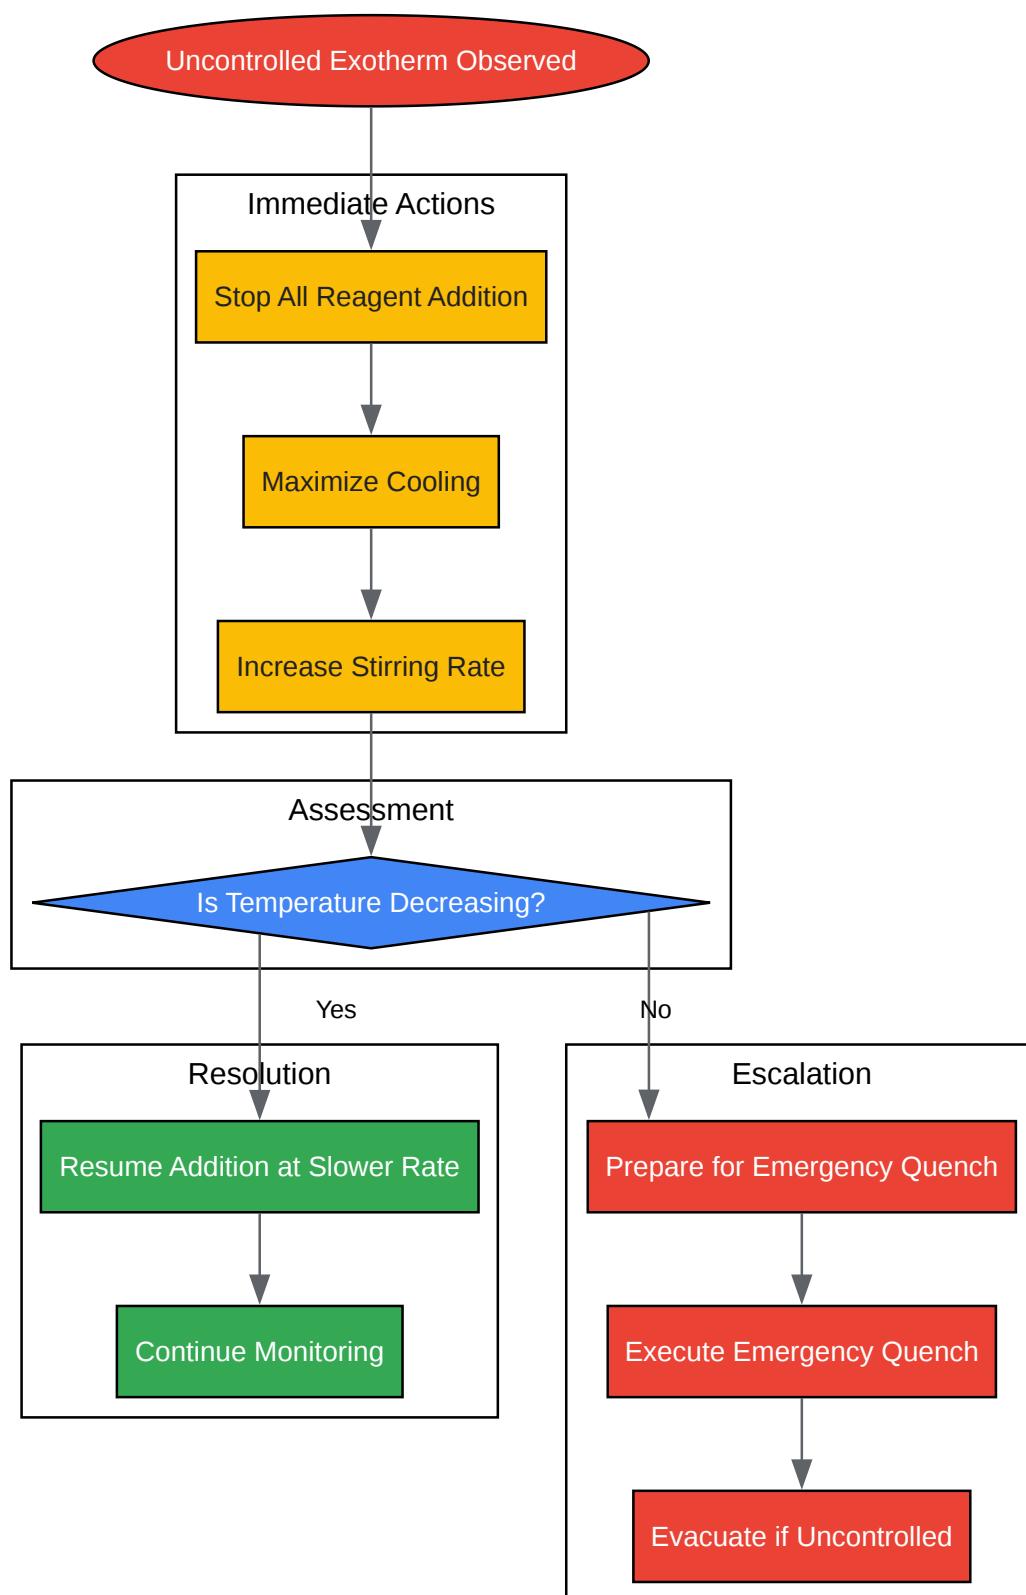 Uncontrolled Exotherm Observed
Immediate Actions
Stop All Reagent Addition
Maximize Cooling
Increase Stirring Rate
Assessment
Is Temperature Decreasing?
Yes
No
Resolution
Resume Addition at Slower Rate
Continue Monitoring
Escalation
Prepare for Emergency Quench
Execute Emergency Quench
Evacuate if Uncontrolled